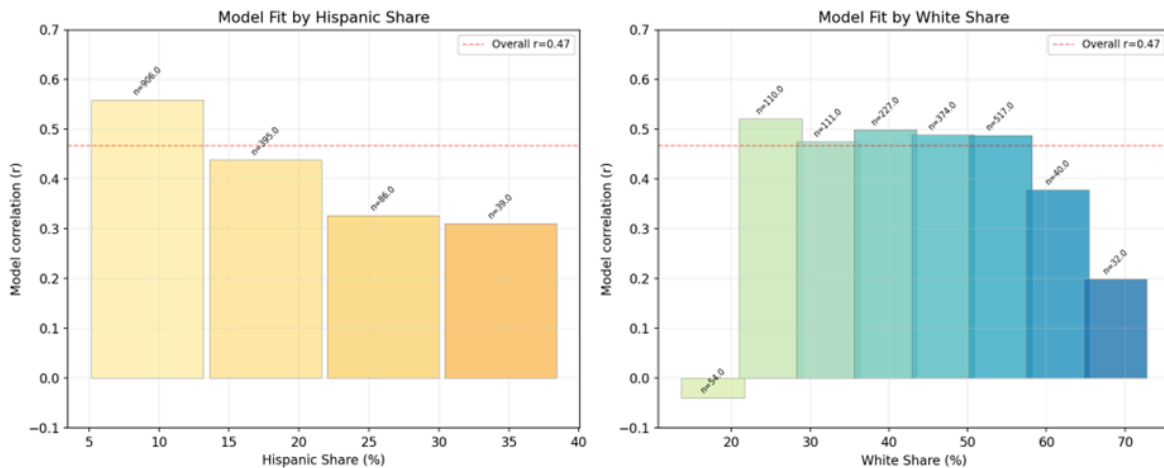 Model Fit by Hispanic Share
Model correlation (r)
0.7
0.6
0.5
0.4
0.3
0.2
0.1
0.0
−0.1
Overall r=0.47
n=906.0
n=395.0
n=86.0
n=39.0
5
10
15
20
25
30
35
40
Hispanic Share (%)
Model Fit by White Share
Model correlation (r)
0.7
0.6
0.5
0.4
0.3
0.2
0.1
0.0
−0.1
Overall r=0.47
n=54.0
n=110.0
n=111.0
n=227.0
n=374.0
n=517.0
n=40.0
n=32.0
20
30
40
50
60
70
White Share (%)